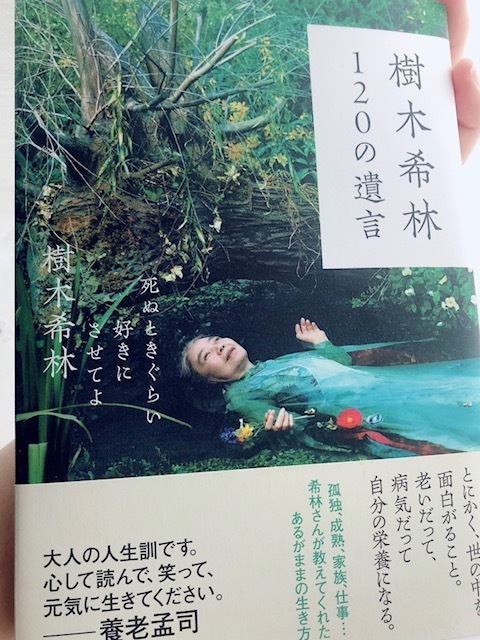 樹木希林
120の遺言
死ぬときぐらい
好きに
させてよ
樹木希林
とにかく、世の中を
面白がること。
老いだって、
病気だって
自分の栄養になる。
孤独、成熟、家族、仕事…
希林さんが教えてくれた
あるがままの生き方
大人の人生訓です。
心して読んで、笑って、
元気に生きてください。
──養老孟司